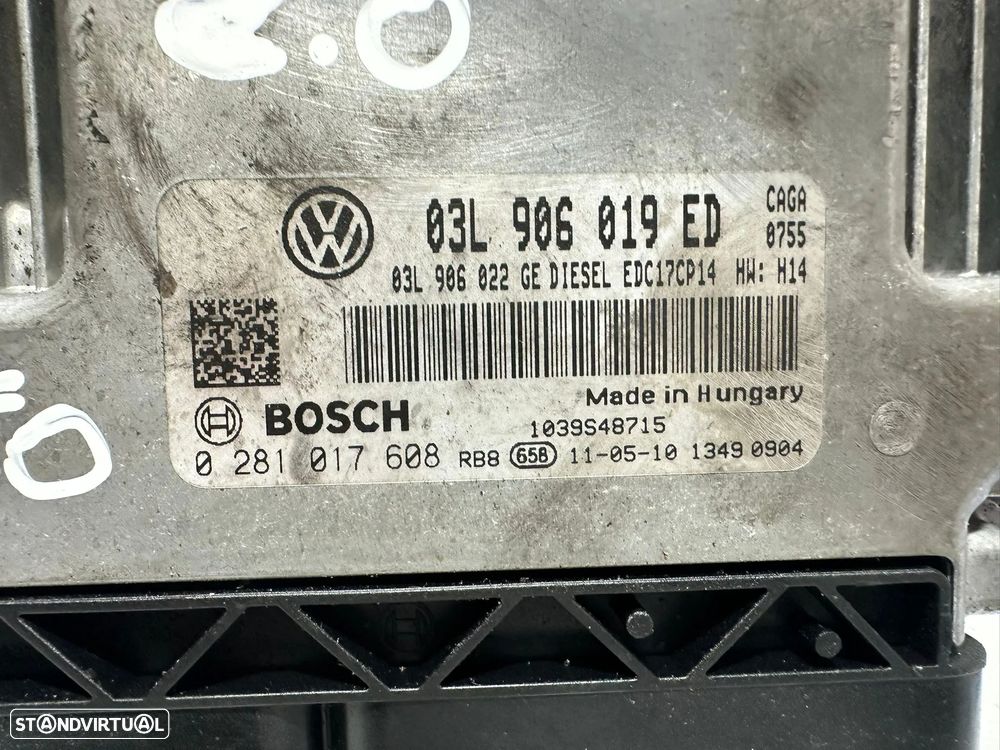 03L 906 019 ED
CAGA
0755
03L 906 022 GE DIESEL EDC17CP14 HW: H14
Made in Hungary
BOSCH
1039S48715
0 281 017 608 RB8 658 11-05-10 1349 0904
STANDVIRTUAL